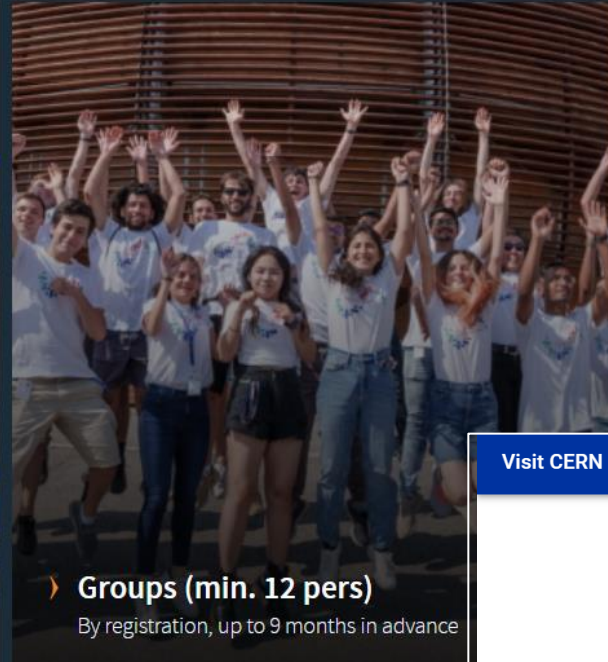 Visit CERN
Groups (min. 12 pers)
By registration, up to 9 months in advance